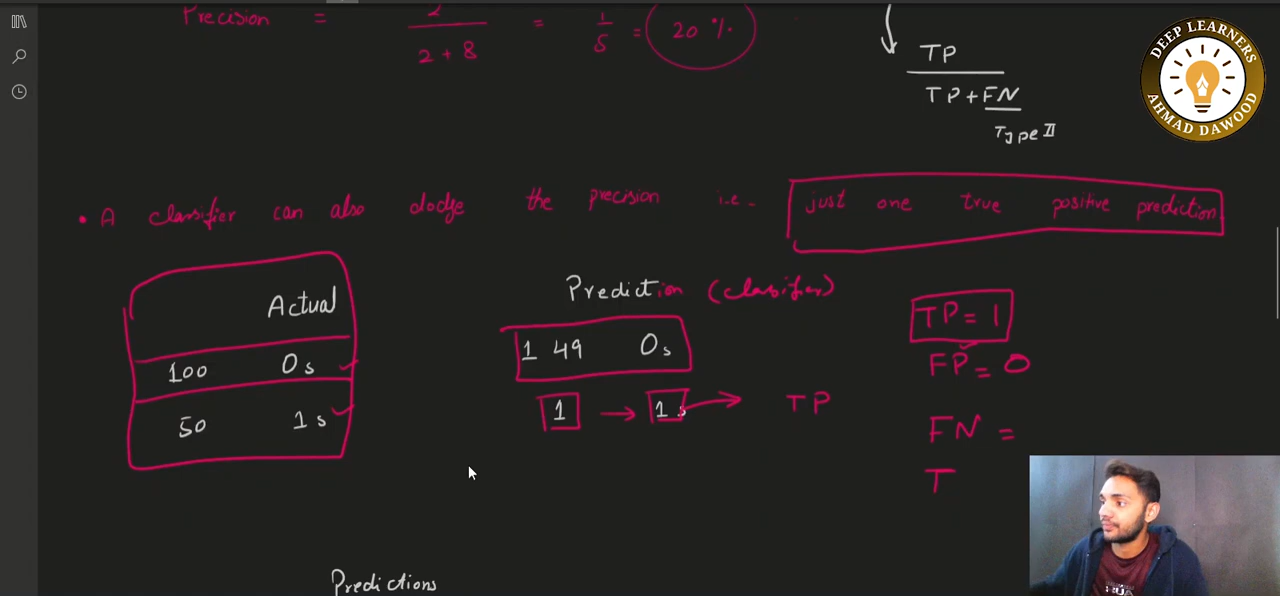 Precision = 2 / 2 + 8 = 1/5 = 20 %
TP / TP + FN
Type II
DEEP LEARNERS
AHMAD DAWOOD
• A classifier can also dodge the precision i.e. just one true positive prediction
Actual
100 0s
50 1s
Prediction (classifier)
149 0s
1 → 1s → TP
TP = 1
FP = 0
FN =
T
Predictions